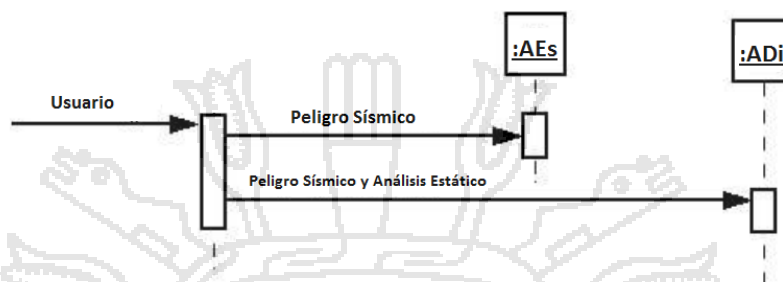 :AEs
:ADi
Usuario
Peligro Sísmico
Peligro Sísmico y Análisis Estático